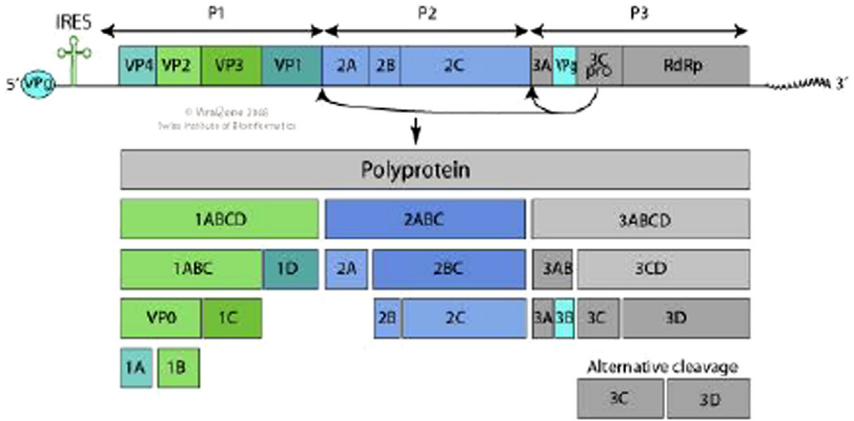 P1 P2 P3
IRES
VP4 VP2 VP3 VP1 2A 2B 2C 3A VPg 3C pro RdRp
5´ VPg 3´
© ViralZone 2008
Swiss Institute of Bioinformatics
Polyprotein
1ABCD 2ABC 3ABCD
1ABC 1D 2A 2BC 3AB 3CD
VP0 1C 2B 2C 3A 3B 3C 3D
1A 1B
Alternative cleavage
3C 3D